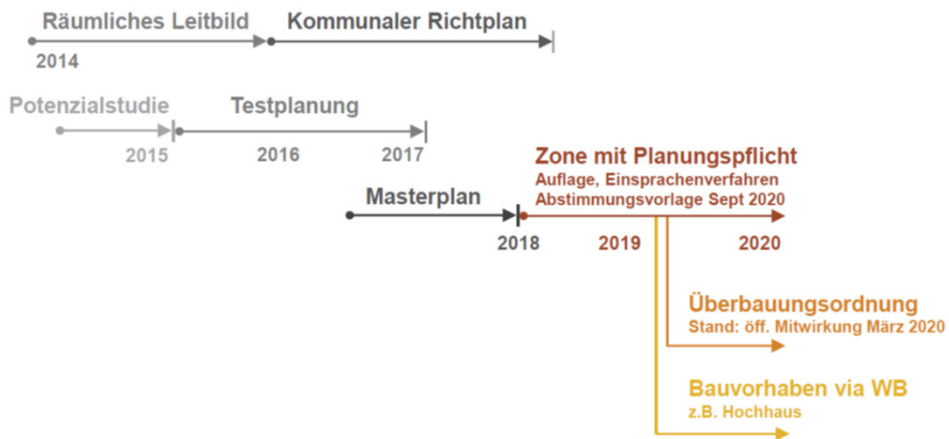 Räumliches Leitbild
Kommunaler Richtplan
2014
Potenzialstudie
Testplanung
2015
2016
2017
Zone mit Planungspflicht
Auflage, Einsprachenverfahren
Abstimmungsvorlage Sept 2020
Masterplan
2018
2019
2020
Überbauungsordnung
Stand: öff. Mitwirkung März 2020
Bauvorhaben via WB
z.B. Hochhaus